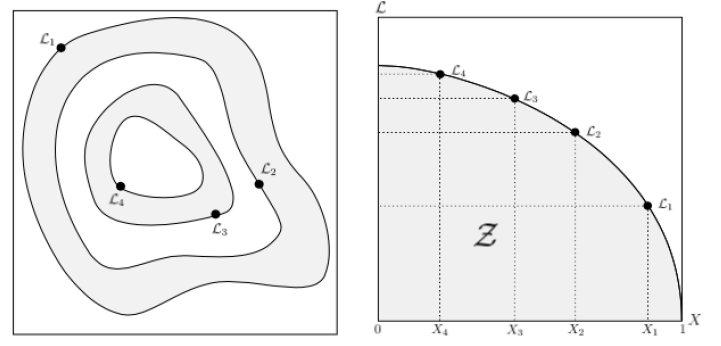 ℒ₁
ℒ₂
ℒ₃
ℒ₄
ℒ
ℒ₄
ℒ₃
ℒ₂
ℒ₁
𝒵
0 X₄ X₃ X₂ X₁ 1 X